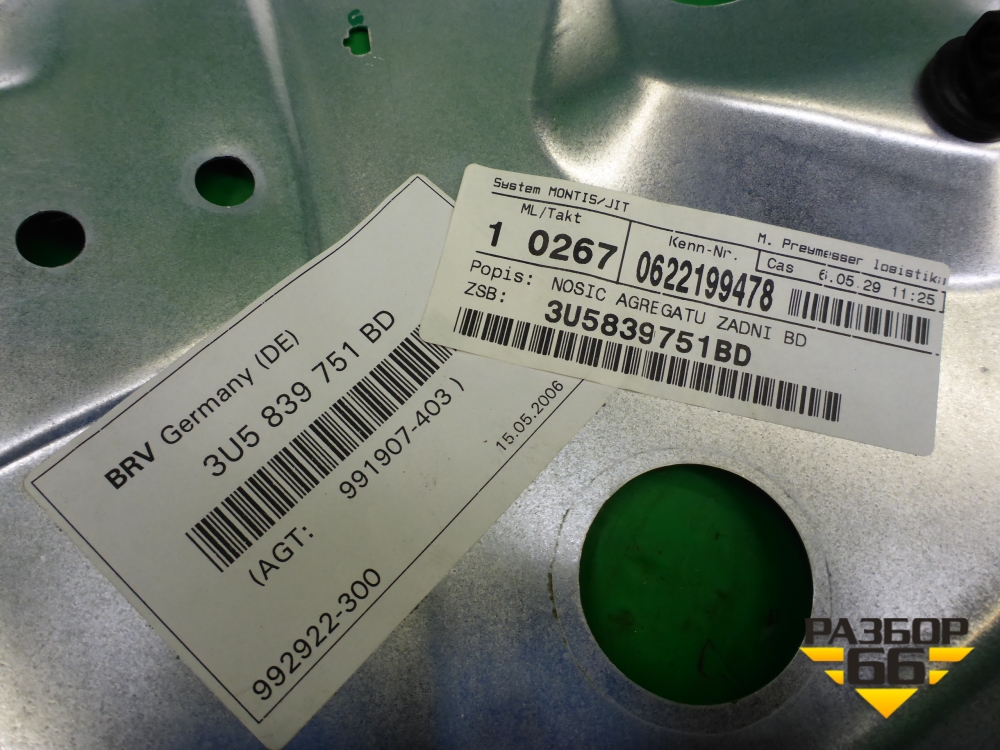 System MONTIS/JIT
M. Preymesser logistika
ML/Takt
1 0267
Kenn-Nr.
0622199478
Cas 6.05.29 11:25
Popis: NOSIC AGREGATU ZADNI BD
ZSB: 3U5839751BD
BRV Germany (DE)
3U5 839 751 BD
(AGT: 991907-403 )
992922-300
15.05.2006
РАЗБОР
66